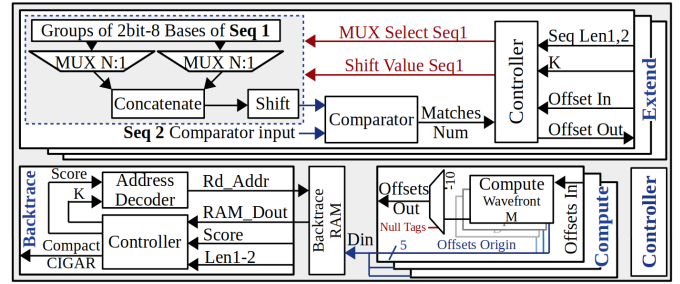 Groups of 2bit-8 Bases of Seq 1
MUX N:1
MUX N:1
Concatenate
Shift
Seq 2 Comparator input
MUX Select Seq1
Shift Value Seq1
Comparator
Matches
Num
Controller
Seq Len1,2
K
Offset In
Offset Out
Extend
Backtrace
Score
K
Address
Decoder
Rd_Addr
RAM_Dout
Controller
Score
Len1-2
Compact
CIGAR
Backtrace
RAM
Din
Offsets
Out
-10
Null Tags
Compute
Wavefront
M
5
Offsets Origin
Offsets In
Compute
Controller